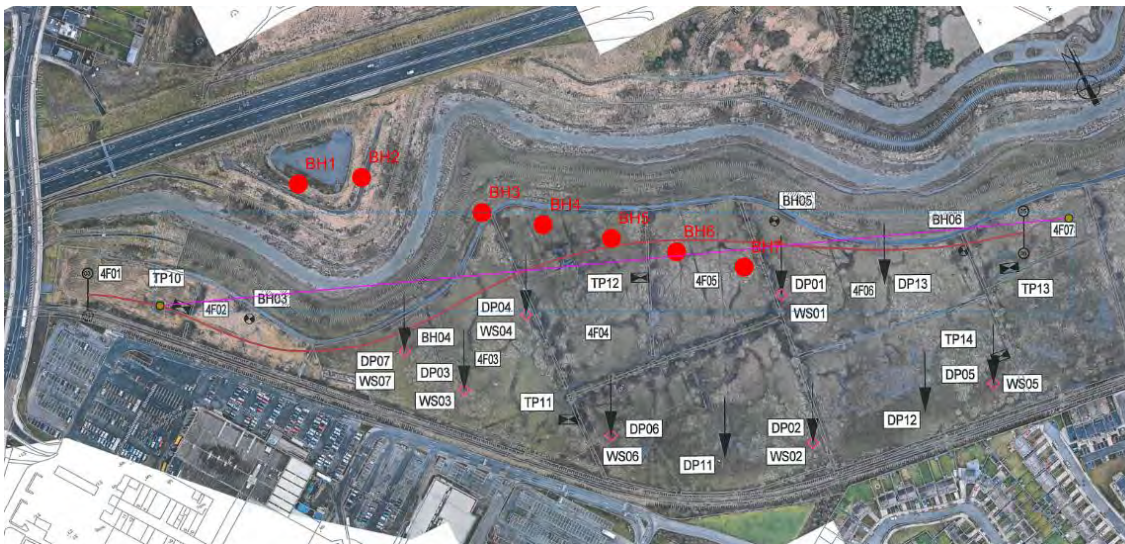 BH1
BH2
BH3
BH4
BH5
BH6
BH7
BH05
BH06
4F07
4F01
TP10
4F02
BH03
TP12
4F05
DP01
4F06
DP13
TP13
DP04
WS04
WS01
BH04
4F04
DP07
4F03
WS07
DP03
WS03
TP14
DP05
WS05
TP11
DP06
WS06
DP02
DP12
DP11
WS02